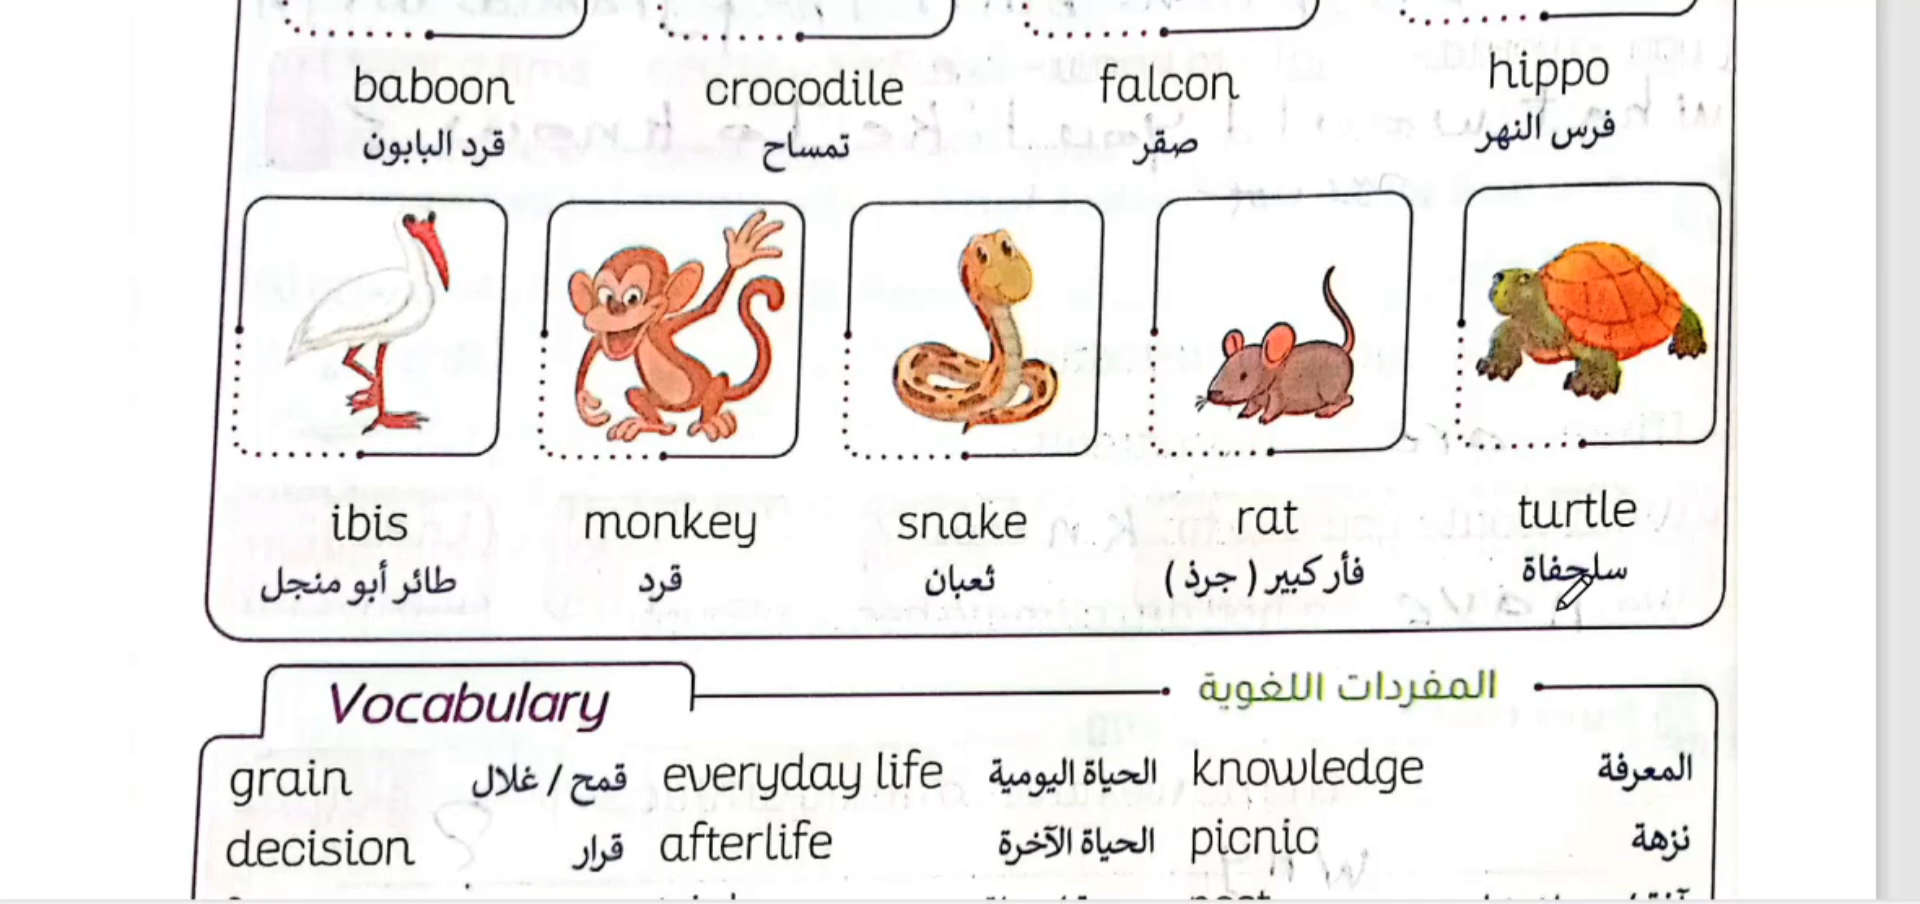 baboon crocodile falcon hippo
قرد البابون تمساح صقر فرس النهر
ibis monkey snake rat turtle
طائر أبو منجل قرد ثعبان فأر كبير ( جرذ ) سلحفاة
Vocabulary المفردات اللغوية
grain قمح / غلال everyday life الحياة اليومية knowledge المعرفة
decision قرار afterlife الحياة الآخرة picnic نزهة